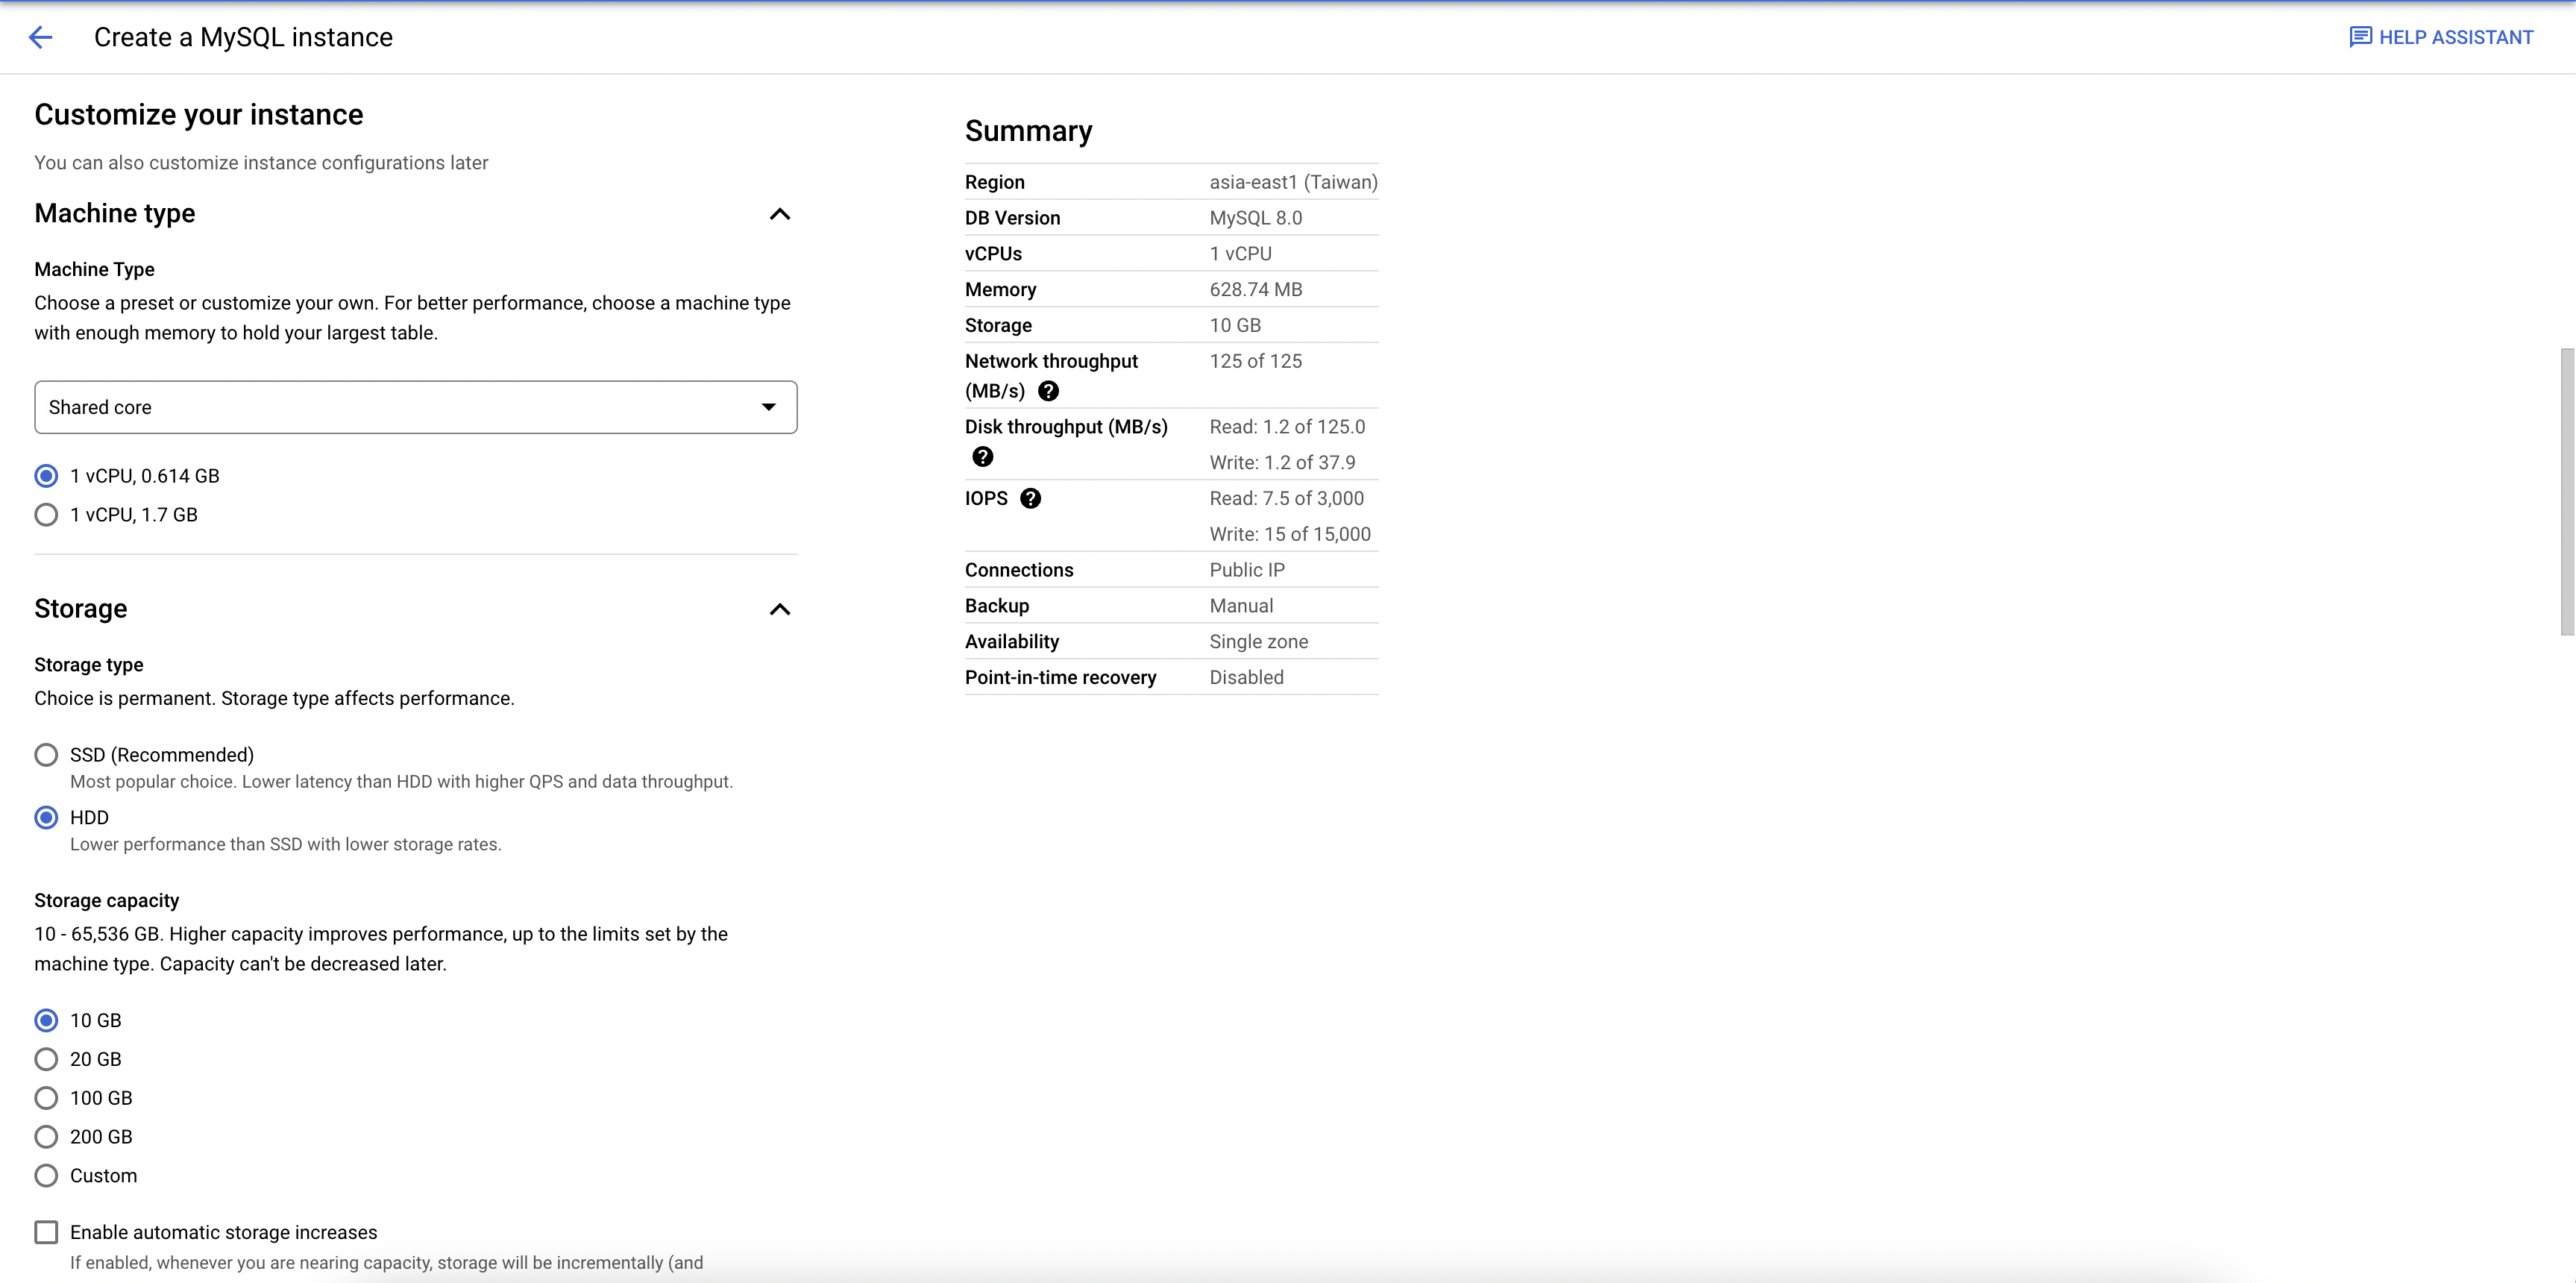 Create a MySQL instance
HELP ASSISTANT
Customize your instance
You can also customize instance configurations later
Machine type
Machine Type
Choose a preset or customize your own. For better performance, choose a machine type
with enough memory to hold your largest table.
Shared core
1 vCPU, 0.614 GB
1 vCPU, 1.7 GB
Storage
Storage type
Choice is permanent. Storage type affects performance.
SSD (Recommended)
Most popular choice. Lower latency than HDD with higher QPS and data throughput.
HDD
Lower performance than SSD with lower storage rates.
Storage capacity
10 - 65,536 GB. Higher capacity improves performance, up to the limits set by the
machine type. Capacity can't be decreased later.
10 GB
20 GB
100 GB
200 GB
Custom
Enable automatic storage increases
If enabled, whenever you are nearing capacity, storage will be incrementally (and
Summary
Region asia-east1 (Taiwan)
DB Version MySQL 8.0
vCPUs 1 vCPU
Memory 628.74 MB
Storage 10 GB
Network throughput 125 of 125
(MB/s) ?
Disk throughput (MB/s) Read: 1.2 of 125.0
? Write: 1.2 of 37.9
IOPS ? Read: 7.5 of 3,000
Write: 15 of 15,000
Connections Public IP
Backup Manual
Availability Single zone
Point-in-time recovery Disabled